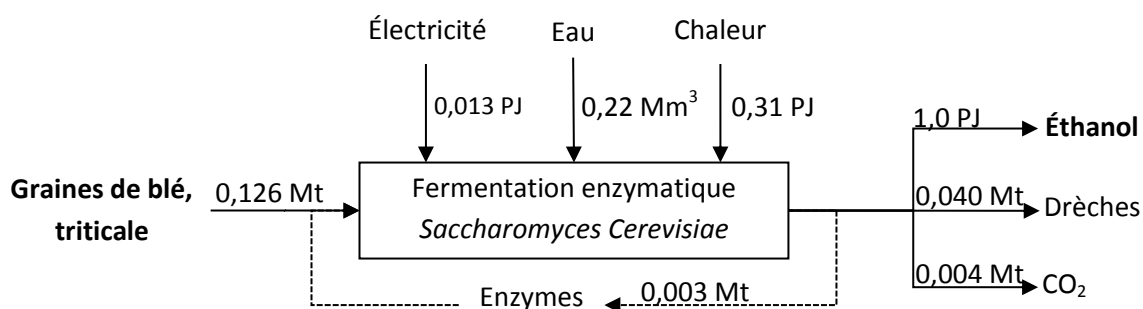 Électricité Eau Chaleur
0,013 PJ 0,22 Mm³ 0,31 PJ
1,0 PJ Éthanol
Graines de blé,
triticale
0,126 Mt
Fermentation enzymatique
Saccharomyces Cerevisiae
0,040 Mt Drèches
0,004 Mt CO₂
Enzymes 0,003 Mt